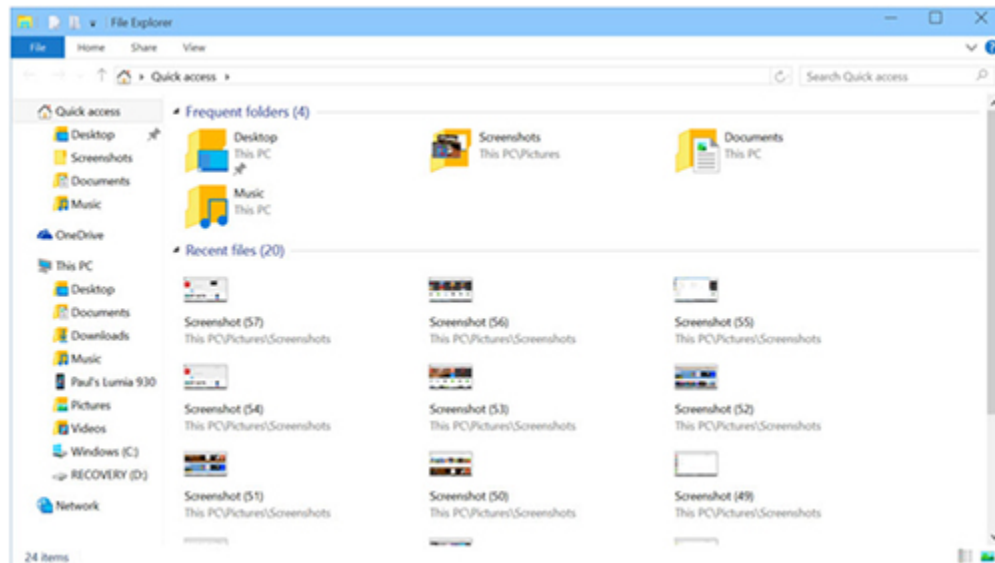 File Explorer
File Home Share View
Quick access
Search Quick access
Quick access
Desktop
Screenshots
Documents
Music
OneDrive
This PC
Desktop
Documents
Downloads
Music
Paul's Lumia 930
Pictures
Videos
Windows (C:)
RECOVERY (D:)
Network
Frequent folders (4)
Desktop
This PC
Screenshots
This PC\Pictures
Documents
This PC
Music
This PC
Recent files (20)
Screenshot (57)
This PC\Pictures\Screenshots
Screenshot (56)
This PC\Pictures\Screenshots
Screenshot (55)
This PC\Pictures\Screenshots
Screenshot (54)
This PC\Pictures\Screenshots
Screenshot (53)
This PC\Pictures\Screenshots
Screenshot (52)
This PC\Pictures\Screenshots
Screenshot (51)
This PC\Pictures\Screenshots
Screenshot (50)
This PC\Pictures\Screenshots
Screenshot (49)
This PC\Pictures\Screenshots
24 items